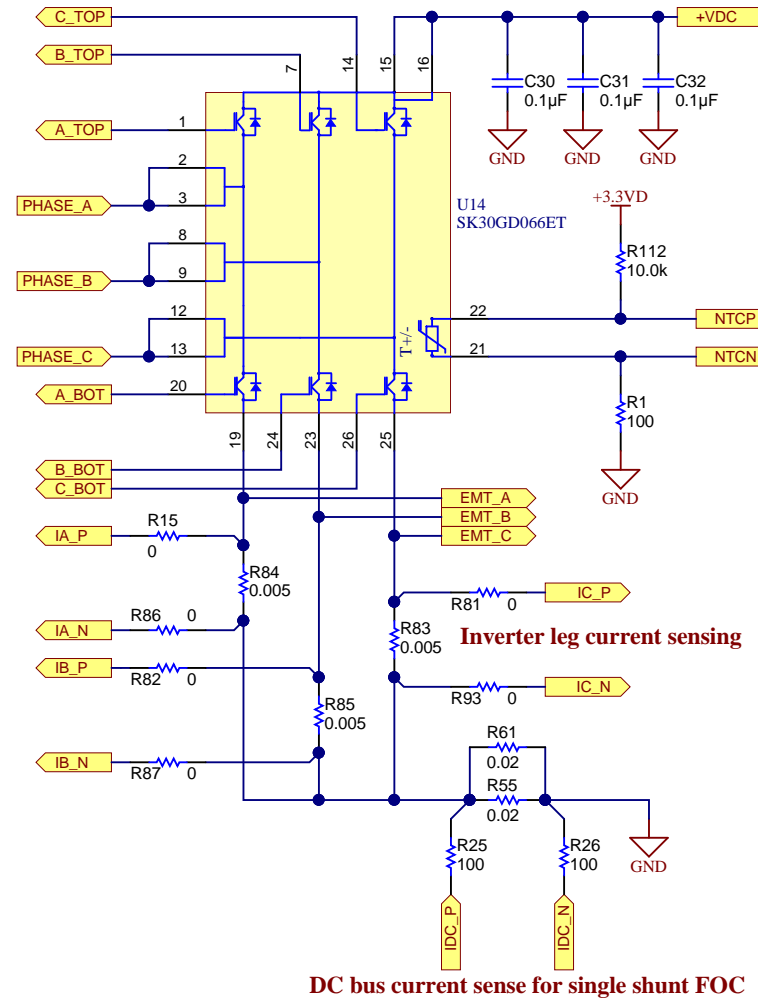 C_TOP
+VDC
B_TOP
7
14
15
16
C30
0.1µF
C31
0.1µF
C32
0.1µF
A_TOP
1
GND
GND
GND
2
PHASE_A
3
U14
SK30GD066ET
+3.3VD
8
PHASE_B
9
R112
10.0k
12
PHASE_C
13
T+/-
22
NTCP
21
NTCN
A_BOT
20
R1
100
19
24
23
26
25
B_BOT
C_BOT
GND
EMT_A
EMT_B
EMT_C
IA_P
R15
0
R84
0.005
R81
0
IC_P
IA_N
R86
0
R83
0.005
Inverter leg current sensing
IB_P
R82
0
R93
0
IC_N
R85
0.005
IB_N
R87
0
R61
0.02
R55
0.02
R25
100
R26
100
GND
IDC_P
IDC_N
DC bus current sense for single shunt FOC